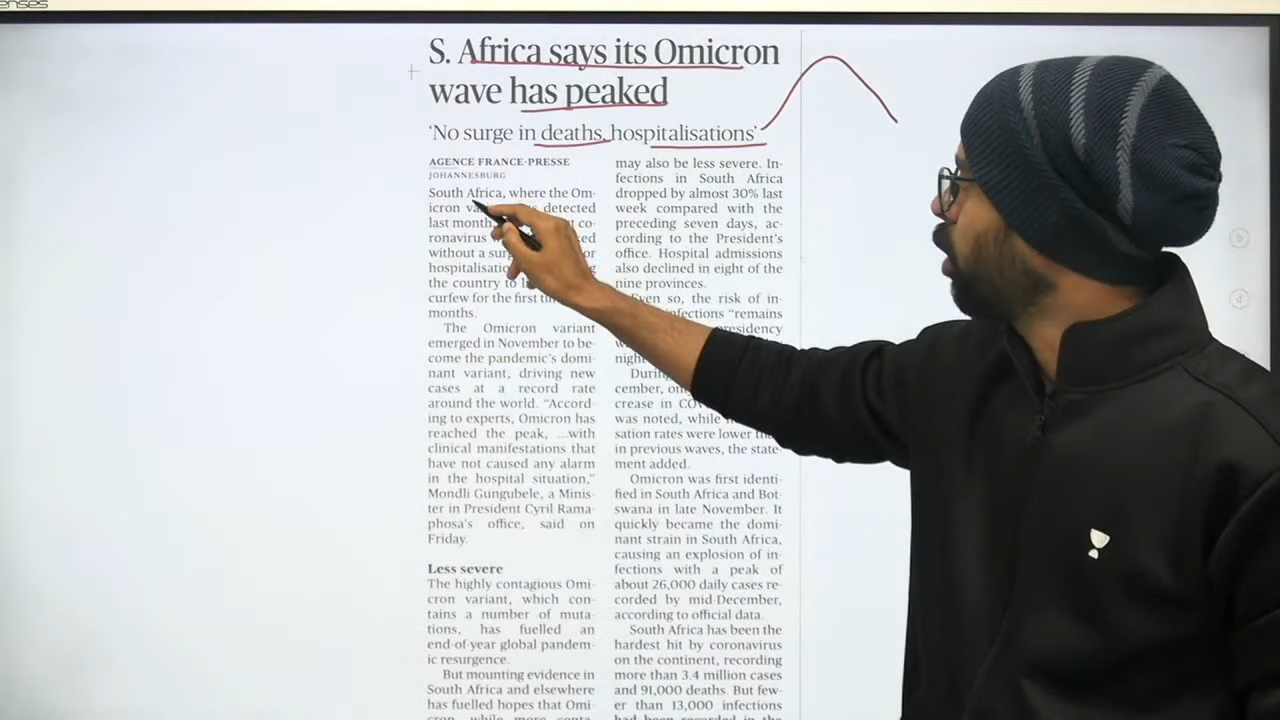 enses
S. Africa says its Omicron
wave has peaked
‘No surge in deaths, hospitalisations’
AGENCE FRANCE-PRESSE
JOHANNESBURG
South Africa, where the Om-
icron detected
last month
ronavirus
without a
hospitalisatio
the country to
curfew for the first
months.
The Omicron variant
emerged in November to be-
come the pandemic’s domi-
nant variant, driving new
cases at a record rate
around the world. “Accord-
ing to experts, Omicron has
reached the peak, ...with
clinical manifestations that
have not caused any alarm
in the hospital situation,”
Mondli Gungubele, a Minis-
ter in President Cyril Rama-
phosa’s office, said on
Friday.
Less severe
The highly contagious Omi-
cron variant, which con-
tains a number of muta-
tions, has fuelled an
end-of-year global pandem-
ic resurgence.
But mounting evidence in
South Africa and elsewhere
has fuelled hopes that Omi-
cron, while more conta-
may also be less severe. In-
fections in South Africa
dropped by almost 30% last
week compared with the
preceding seven days, ac-
cording to the President’s
office. Hospital admissions
also declined in eight of the
nine provinces.
Even so, the risk of in-
infections “remains
presidency
night
During
cember,
crease in
was noted, while
sation rates were lower
in previous waves, the state-
ment added.
Omicron was first identi-
fied in South Africa and Bot-
swana in late November. It
quickly became the domi-
nant strain in South Africa,
causing an explosion of in-
fections with a peak of
about 26,000 daily cases re-
corded by mid-December,
according to official data.
South Africa has been the
hardest hit by coronavirus
on the continent, recording
more than 3.4 million cases
and 91,000 deaths. But few-
er than 13,000 infections
had been recorded in the